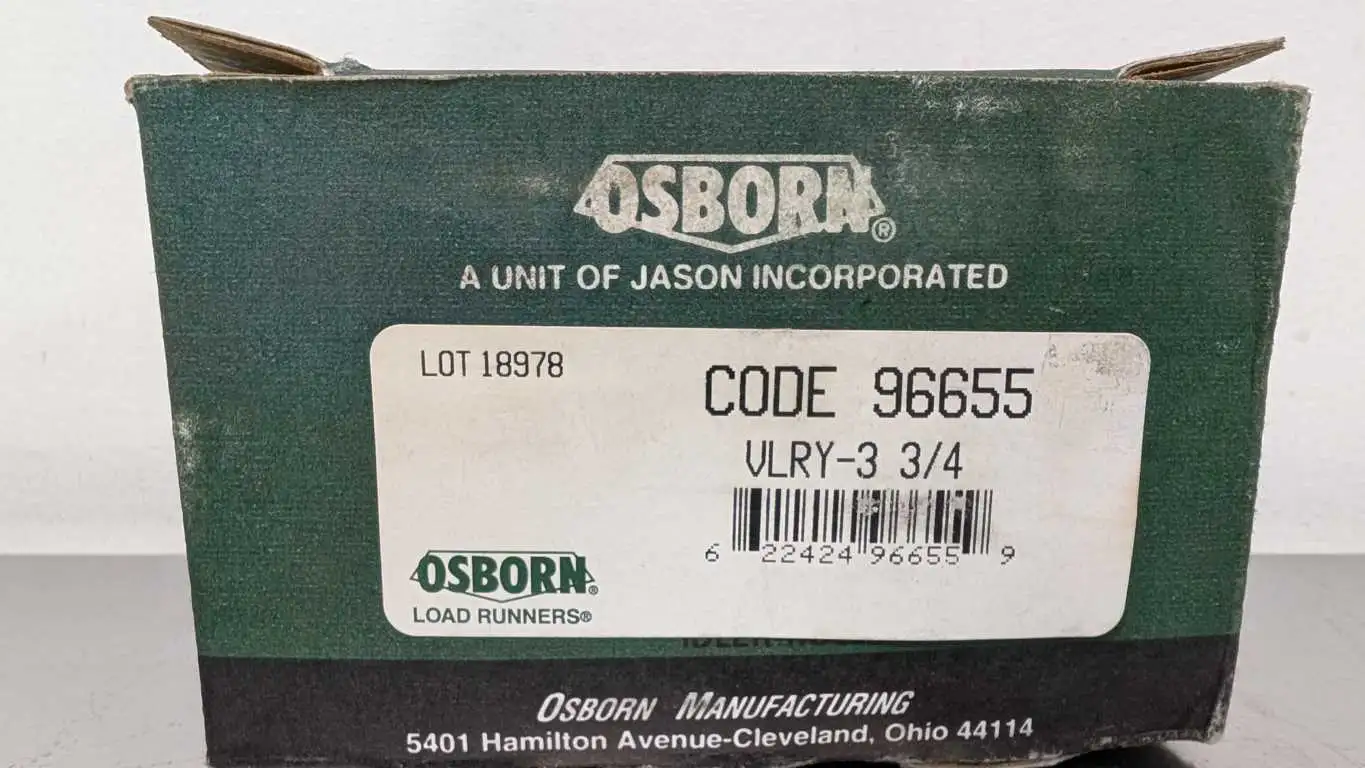 OSBORN®
A UNIT OF JASON INCORPORATED
LOT 18978
CODE 96655
VLRY-3 3/4
6 22424 96655 9
OSBORN®
LOAD RUNNERS®
OSBORN MANUFACTURING
5401 Hamilton Avenue-Cleveland, Ohio 44114